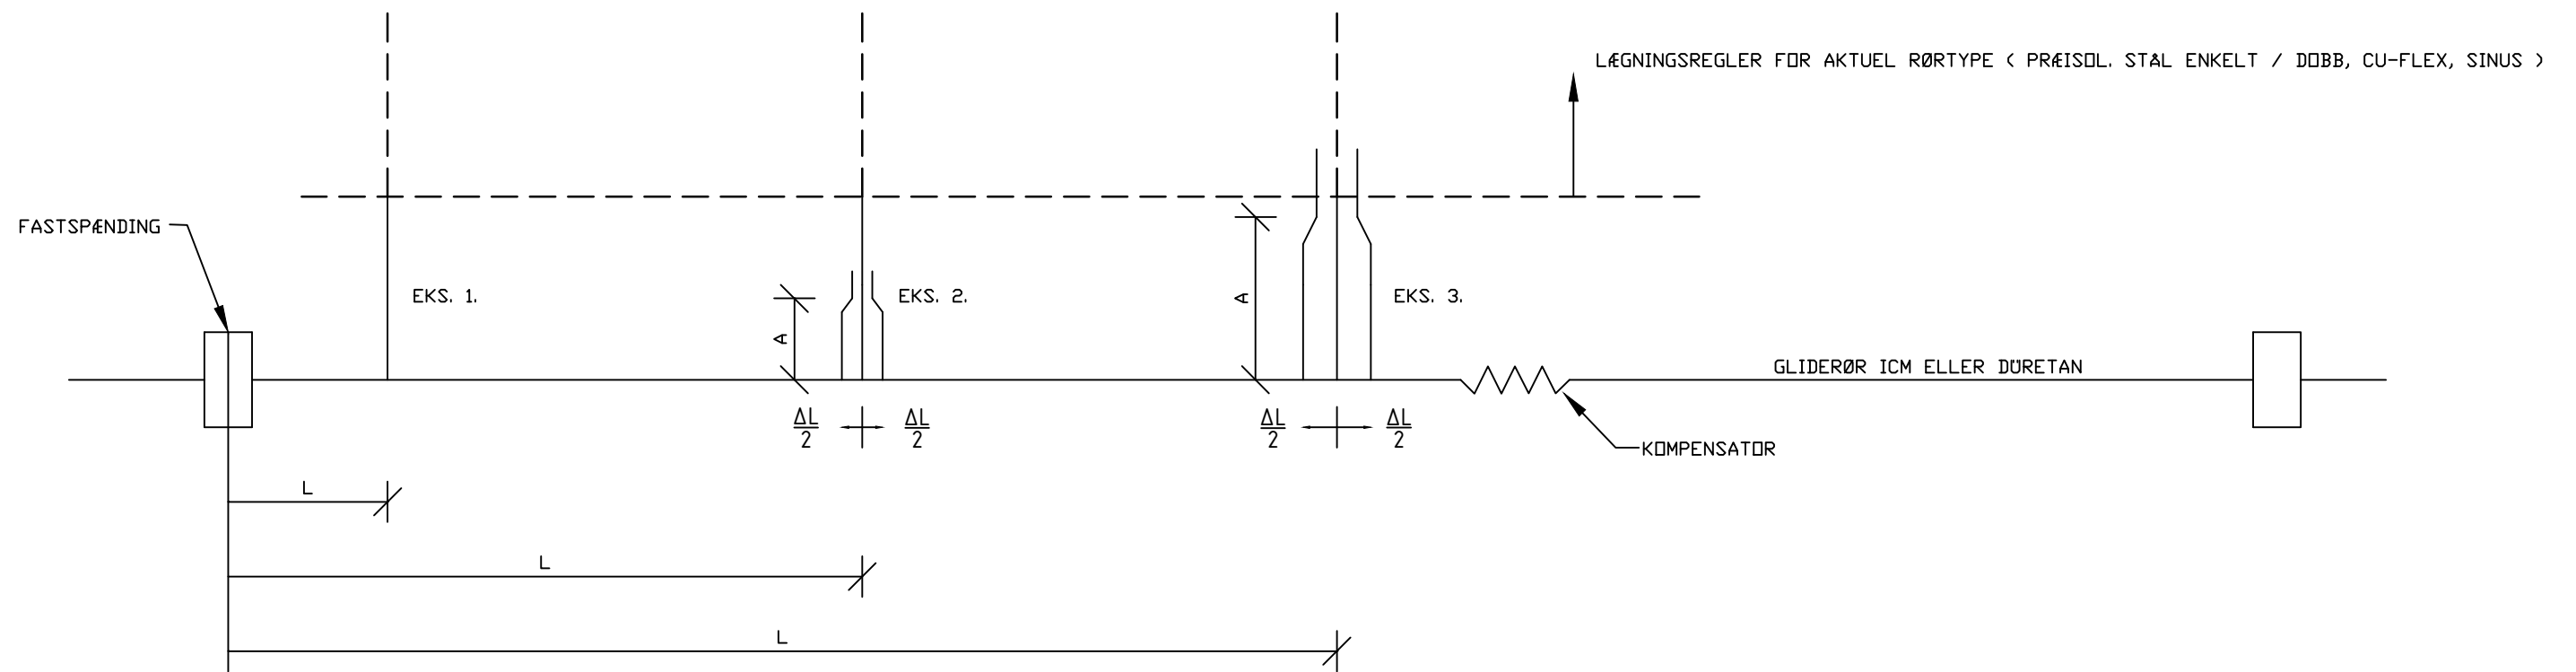 LÆGNINGSREGLER FOR AKTUEL RØRTYPE ( PRÆISOL. STÅL ENKELT / DOBB, CU-FLEX, SINUS )
FASTSPÆNDING
EKS. 1.
EKS. 2.
EKS. 3.
A
A
GLIDERØR ICM ELLER DÜRETAN
ΔL/2
ΔL/2
ΔL/2
ΔL/2
KOMPENSATOR
L
L
L